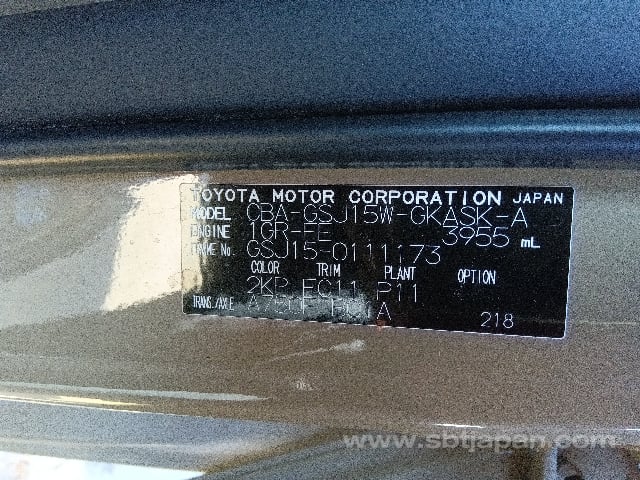 TOYOTA MOTOR CORPORATION JAPAN
MODEL CBA-GSJ15W-GKASK-A
ENGINE 1GR-FE 3955 mL
FRAME No. GSJ15-0111173
COLOR TRIM PLANT OPTION
FC11 P11
TRANS./AXLE A
218
www.sbtjapan.com